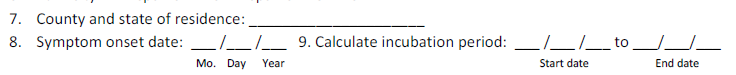 7. County and state of residence: ______________________
8. Symptom onset date: ___/___/___ 9. Calculate incubation period: ___/___/___ to ___/___/___
Mo. Day Year Start date End date